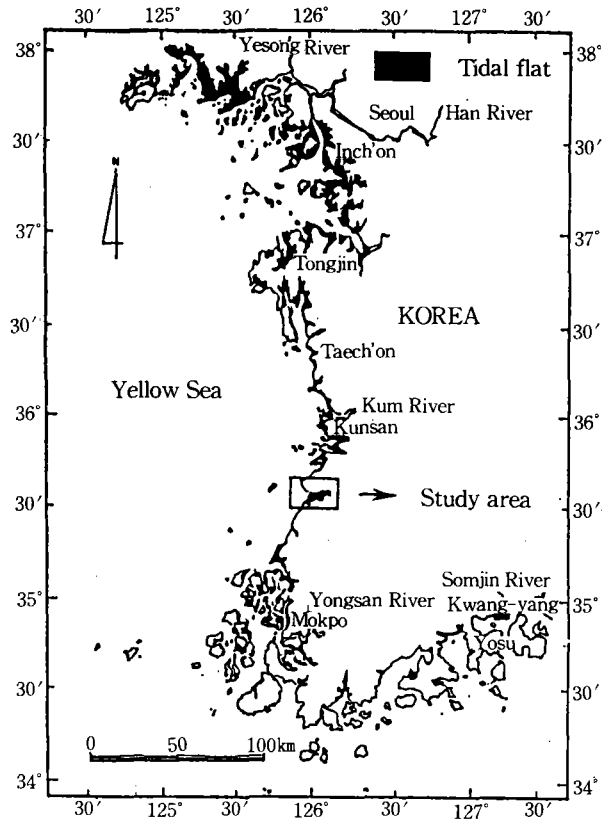 30′ 125° 30′ 126° 30′ 127° 30′
38°
38°
Yesong River
Tidal flat
Seoul
Han River
30′
30′
Inch'on
N
37°
37°
Tongjin
KOREA
30′
30′
Taech'on
Yellow Sea
Kum River
36°
36°
Kunsan
30′
30′
Study area
Somjin River
35°
35°
Yongsan River
Kwang-yang
Mokpo
osu
30′
30′
0 50 100km
34°
34°
30′ 125° 30′ 126° 30′ 127° 30′